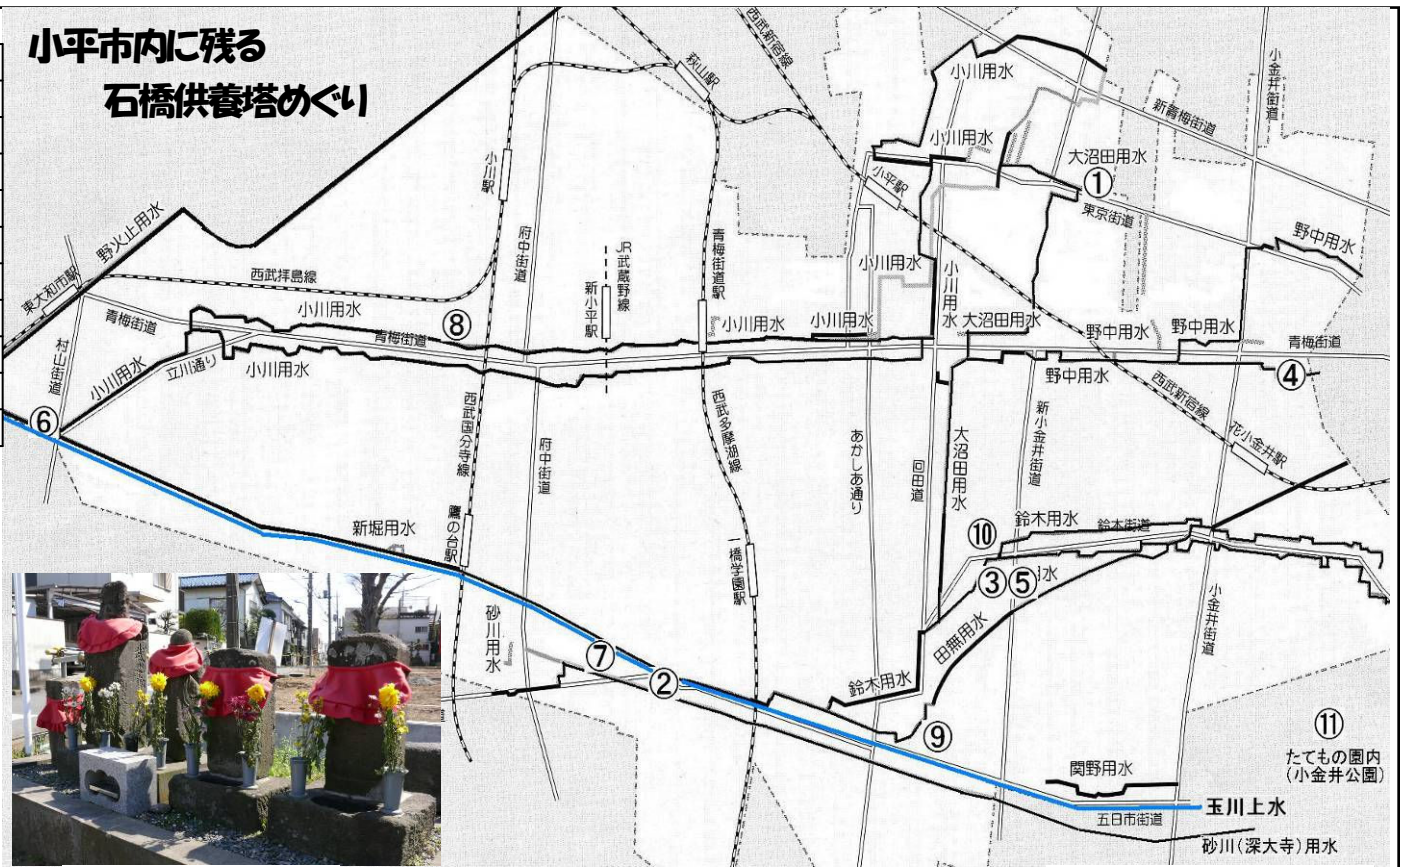 小平市内に残る
石橋供養塔めぐり
西武新宿線
萩山駅
小川用水
小金井街道
新青梅街道
小川駅
小川用水
大沼田用水
①
小平駅
東京街道
野火止用水
府中街道
JR武蔵野線
青梅街道駅
野中用水
東大和市駅
西武拝島線
新小平駅
小川用水
小川用水
小川用水
⑧
青梅街道
青梅街道
小川用水
小川用水
大沼田用水
野中用水
野中用水
青梅街道
村山街道
小川用水
立川通り
小川用水
野中用水
西武新宿線
④
⑥
西武国分寺線
府中街道
西武多摩湖線
あかしあ通り
回田道
大沼田用水
新小金井街道
花小金井駅
新堀用水
鷹の台駅
一橋学園駅
⑩
鈴木用水
鈴木街道
③
⑤
用水
砂川用水
田無用水
小金井街道
⑦
②
鈴木用水
⑨
⑪
たてもの園内
(小金井公園)
関野用水
玉川上水
五日市街道
砂川(深大寺)用水